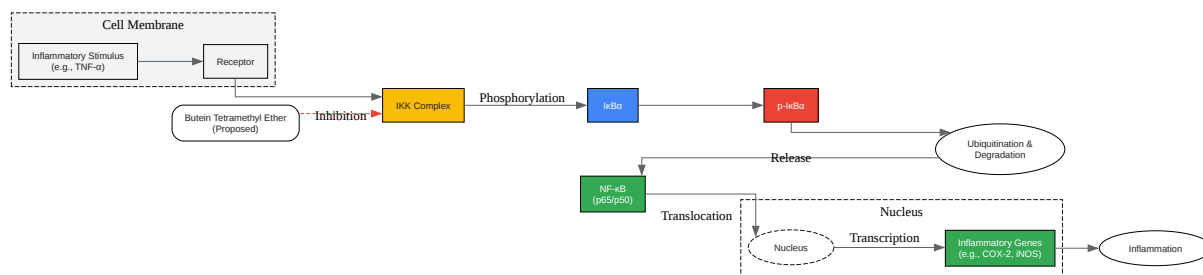 Cell Membrane
Inflammatory Stimulus
(e.g., TNF-α)
Receptor
Butein Tetramethyl Ether
(Proposed)
Inhibition
IKK Complex
Phosphorylation
IκBα
p-IκBα
Ubiquitination &
Degradation
Release
NF-κB
(p65/p50)
Translocation
Nucleus
Nucleus
Transcription
Inflammatory Genes
(e.g., COX-2, iNOS)
Inflammation